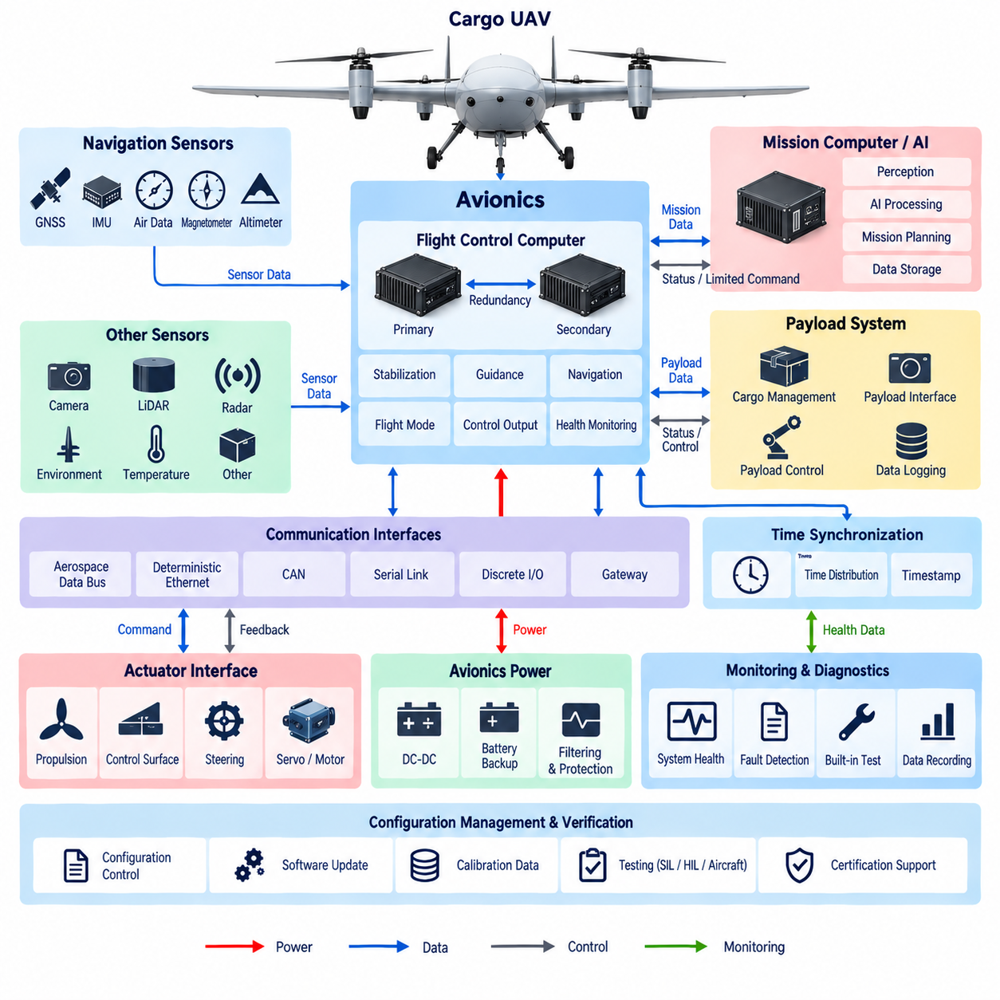 Cargo UAV
Navigation Sensors
GNSS
IMU
Air Data
Magnetometer
Altimeter
Sensor Data
Other Sensors
Camera
LiDAR
Radar
Environment
Temperature
Other
Sensor
Data
Avionics
Flight Control Computer
Redundancy
Primary
Secondary
Stabilization
Guidance
Navigation
Flight Mode
Control Output
Health Monitoring
Mission
Data
Status / Limited Command
Mission Computer / AI
Perception
AI Processing
Mission Planning
Data Storage
Payload
Data
Status /
Control
Payload System
Cargo Management
Payload Interface
Payload Control
Data Logging
Communication Interfaces
Aerospace
Data Bus
Deterministic
Ethernet
CAN
Serial Link
Discrete I/O
Gateway
Time Synchronization
Time Distribution
Timestamp
Command
Feedback
Power
Health Data
Actuator Interface
Propulsion
Control Surface
Steering
Servo / Motor
Avionics Power
DC-DC
Battery
Backup
Filtering
& Protection
Monitoring & Diagnostics
System Health
Fault Detection
Built-in Test
Data Recording
Configuration Management & Verification
Configuration
Control
Software Update
Calibration Data
Testing (SIL / HIL / Aircraft)
Certification Support
Power
Data
Control
Monitoring